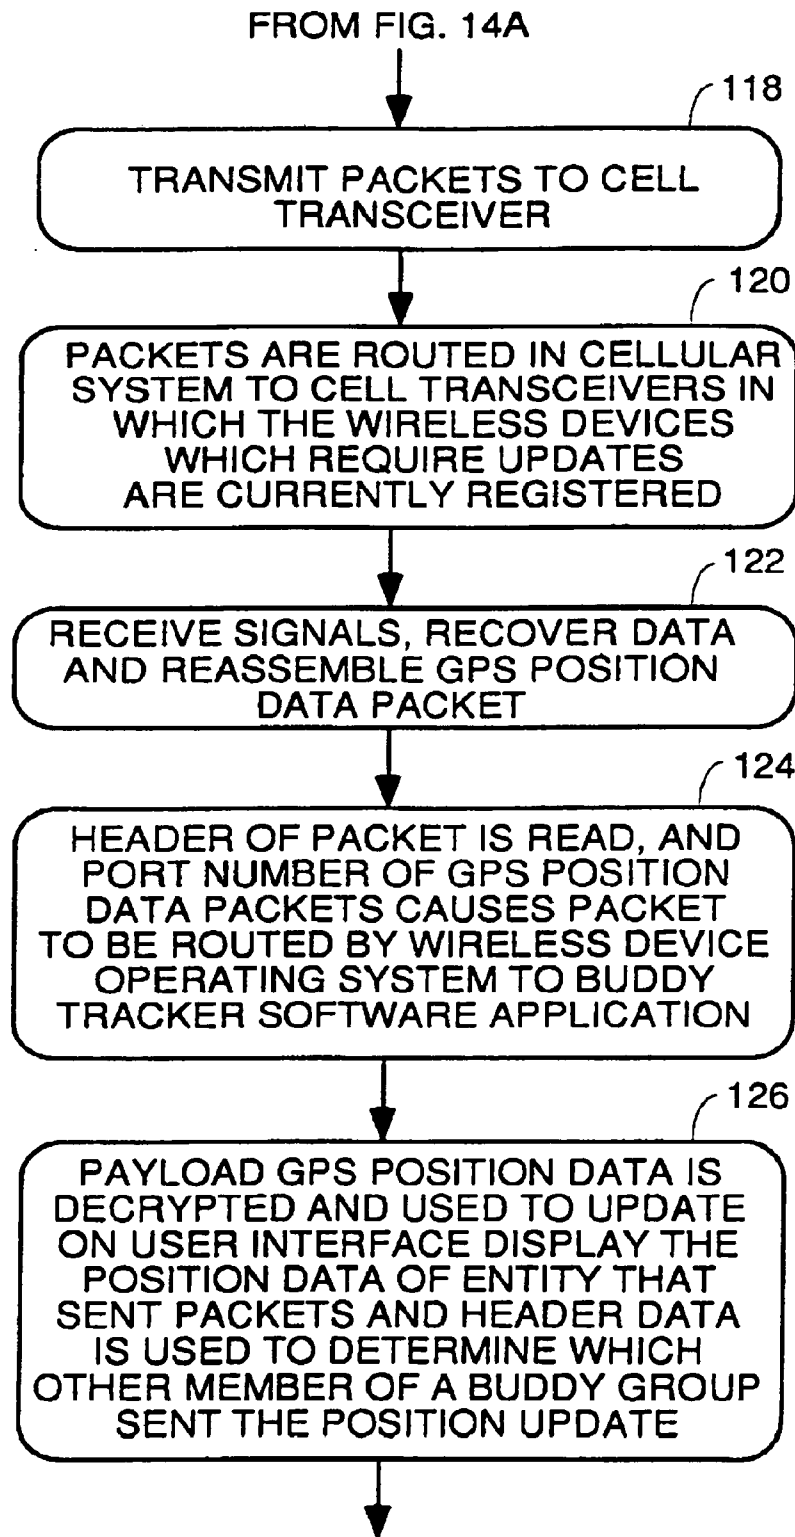 FROM FIG. 14A
118
TRANSMIT PACKETS TO CELL
TRANSCEIVER
120
PACKETS ARE ROUTED IN CELLULAR
SYSTEM TO CELL TRANSCEIVERS IN
WHICH THE WIRELESS DEVICES
WHICH REQUIRE UPDATES
ARE CURRENTLY REGISTERED
122
RECEIVE SIGNALS, RECOVER DATA
AND REASSEMBLE GPS POSITION
DATA PACKET
124
HEADER OF PACKET IS READ, AND
PORT NUMBER OF GPS POSITION
DATA PACKETS CAUSES PACKET
TO BE ROUTED BY WIRELESS DEVICE
OPERATING SYSTEM TO BUDDY
TRACKER SOFTWARE APPLICATION
126
PAYLOAD GPS POSITION DATA IS
DECRYPTED AND USED TO UPDATE
ON USER INTERFACE DISPLAY THE
POSITION DATA OF ENTITY THAT
SENT PACKETS AND HEADER DATA
IS USED TO DETERMINE WHICH
OTHER MEMBER OF A BUDDY GROUP
SENT THE POSITION UPDATE